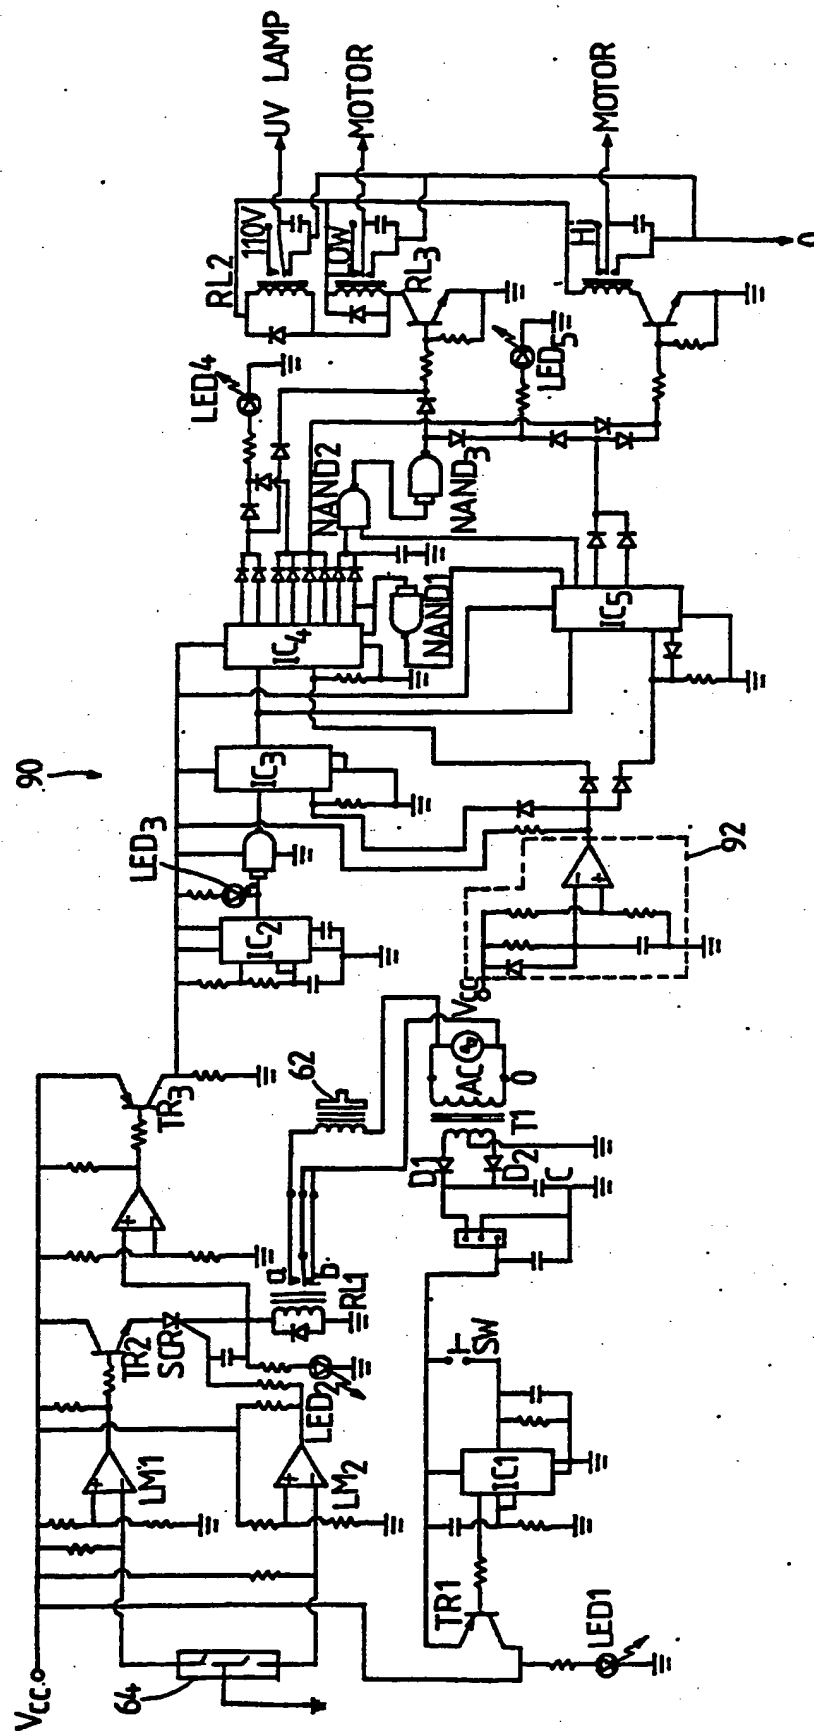 90
UV LAMP
MOTOR
MOTOR
RL2
110V
LOW
RL3
Hi
0
LED4
LED5
NAND2
NAND3
NAND1
IC4
IC5
IC3
LED3
IC2
92
VCC
TR3
62
AC
0
T1
D1
D2
C
a
b
RL1
TR2
SCR
LED2
SW
LM1
LM2
IC1
TR1
LED1
64
VCC